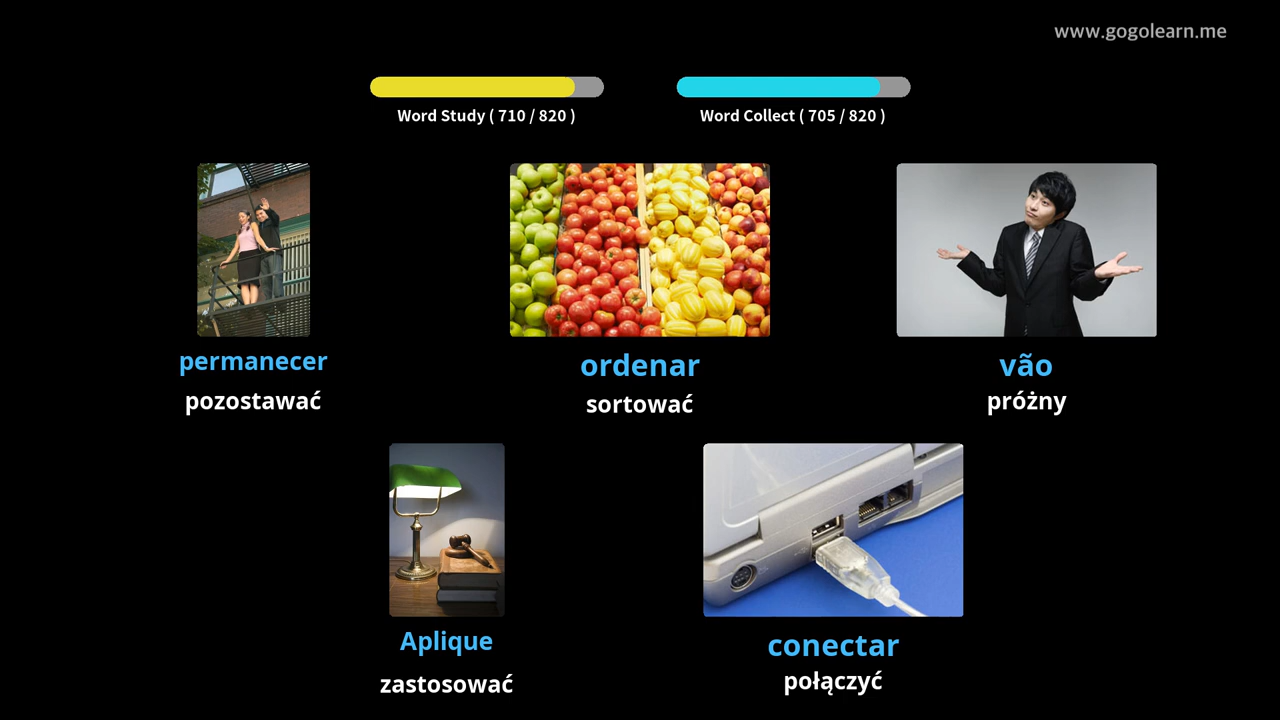 www.gogolearn.me
Word Study ( 710 / 820 )
Word Collect ( 705 / 820 )
permanecer
pozostawać
ordenar
sortować
vão
próżny
Aplique
zastosować
conectar
połączyć